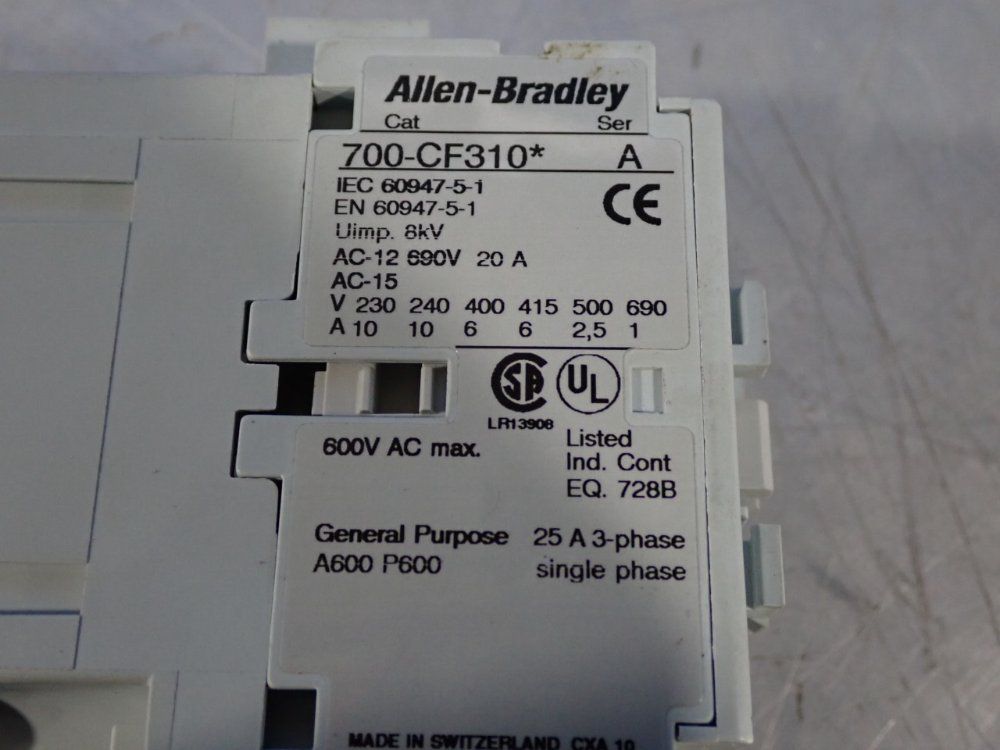 Allen-Bradley
Cat Ser
700-CF310* A
IEC 60947-5-1
EN 60947-5-1
CE
Uimp. 8kV
AC-12 690V 20 A
AC-15
V 230 240 400 415 500 690
A 10 10 6 6 2,5 1
SA UL
LR13908
600V AC max.
Listed
Ind. Cont
EQ. 728B
General Purpose 25 A 3-phase
A600 P600 single phase
MADE IN SWITZERLAND CXA 10